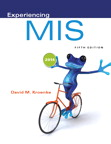 Experiencing
MIS
FIFTH EDITION
David M. Kroenke